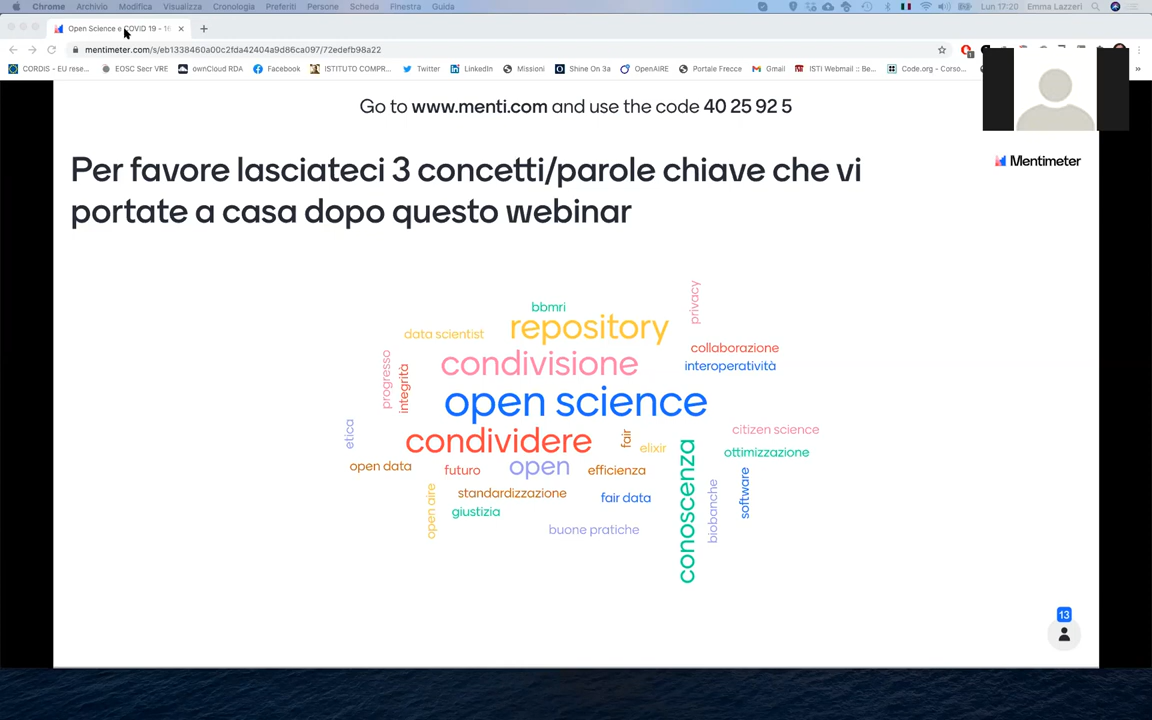 Chrome Archivio Modifica Visualizza Cronologia Preferiti Persone Scheda Finestra Guida Lun 17:20 Emma Lazzeri
Open Science e COVID 19 - 16
mentimeter.com/s/eb1338460a00c2fda42404a9d86ca097/72edefb98a22
CORDIS - EU rese... EOSC Secr VRE ownCloud RDA Facebook ISTITUTO COMPR... Twitter LinkedIn Missioni Shine On 3a OpenAIRE Portale Frecce Gmail ISTI Webmail :: Be... Code.org - Corso... »
Go to www.menti.com and use the code 40 25 92 5
Mentimeter
Per favore lasciateci 3 concetti/parole chiave che vi
portate a casa dopo questo webinar
privacy
bbmri
repository
data scientist
collaborazione
condivisione
interoperatività
progresso
integrità
open science
etica
condividere
fair
elixir
citizen science
ottimizzazione
open data
futuro
open
efficienza
conoscenza
software
biobanche
open aire
standardizzazione
fair data
giustizia
buone pratiche
13